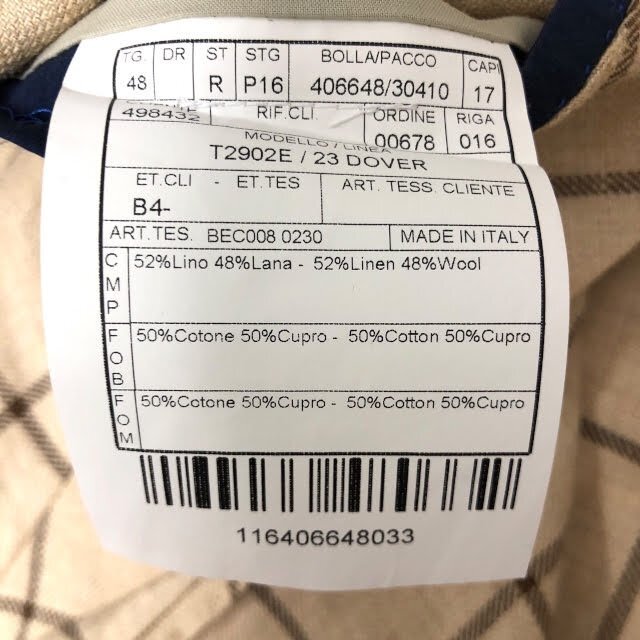 TG. DR ST STG BOLLA/PACCO CAPI
48 R P16 406648/30410 17
RIF.CLI. ORDINE RIGA
498432 00678 016
MODELLO / LINEA
T2902E / 23 DOVER
ET.CLI - ET.TES ART. TESS. CLIENTE
B4-
ART.TES. BEC008 0230 MADE IN ITALY
CMP 52%Lino 48%Lana - 52%Linen 48%Wool
FOB 50%Cotone 50%Cupro - 50%Cotton 50%Cupro
FOM 50%Cotone 50%Cupro - 50%Cotton 50%Cupro
116406648033